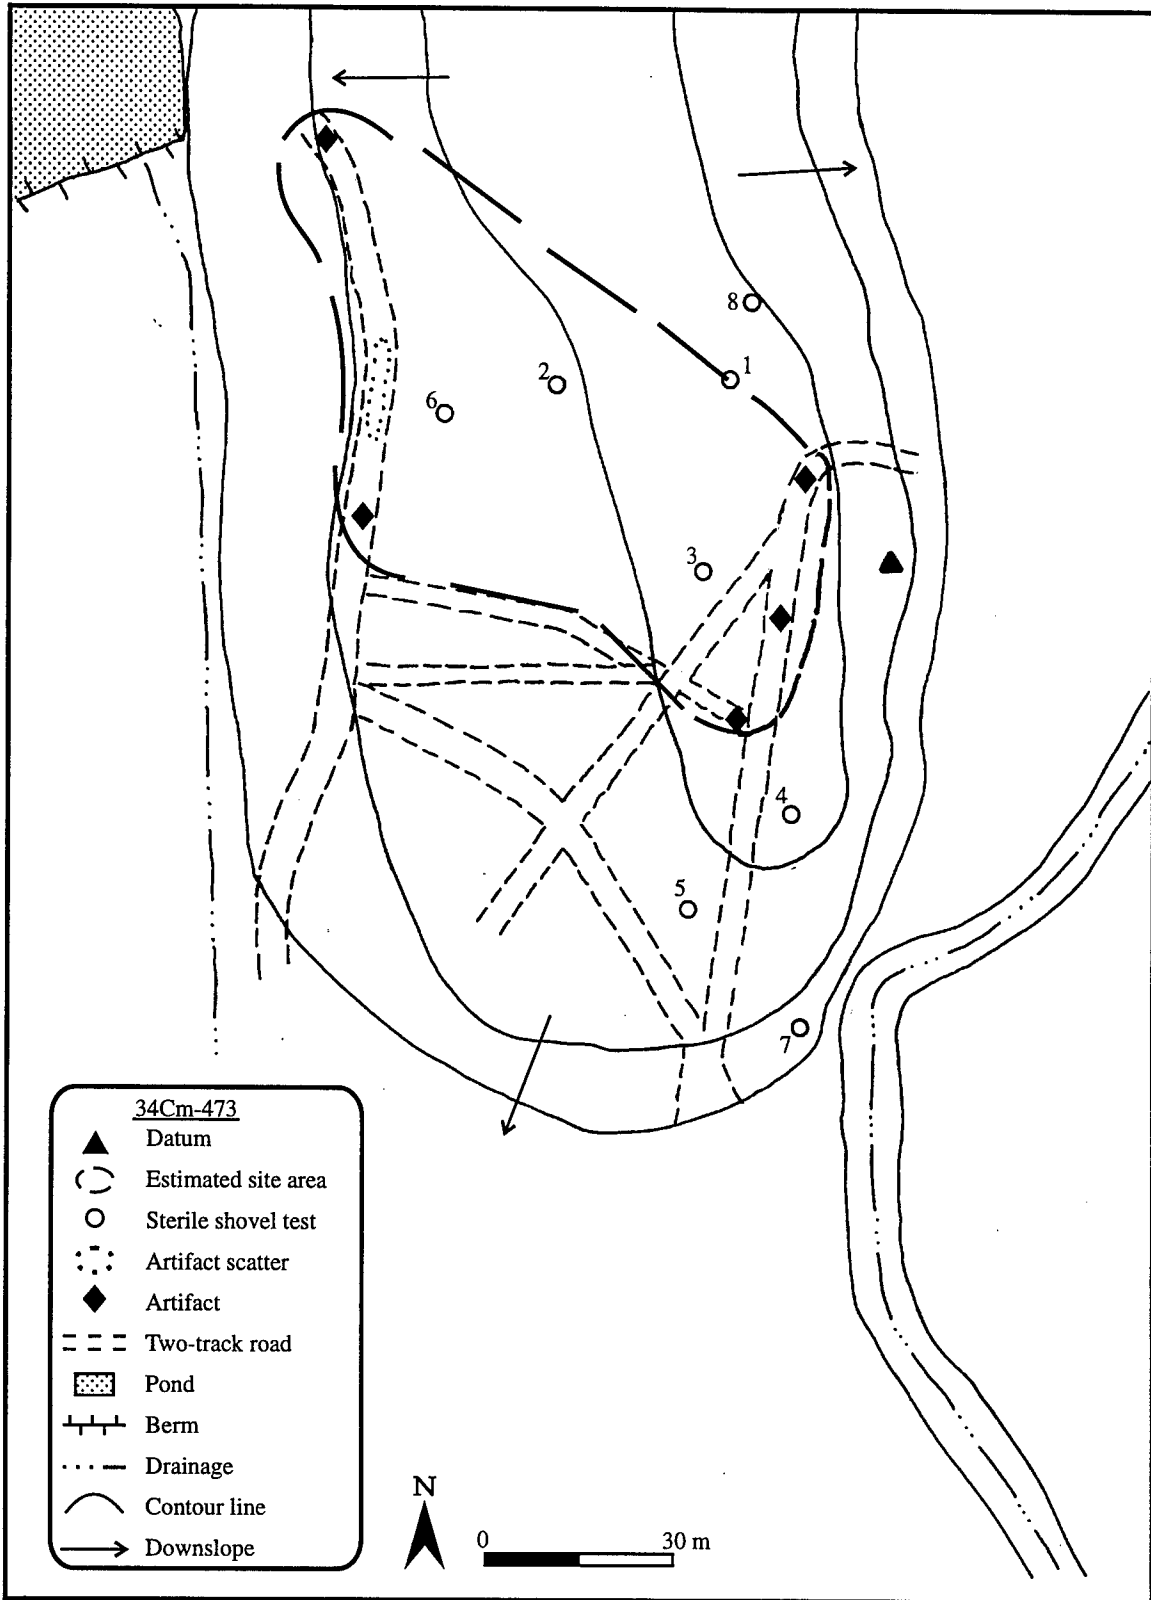 8
1
2
6
3
4
5
7
34Cm-473
Datum
Estimated site area
Sterile shovel test
Artifact scatter
Artifact
Two-track road
Pond
Berm
Drainage
Contour line
Downslope
N
0 30 m